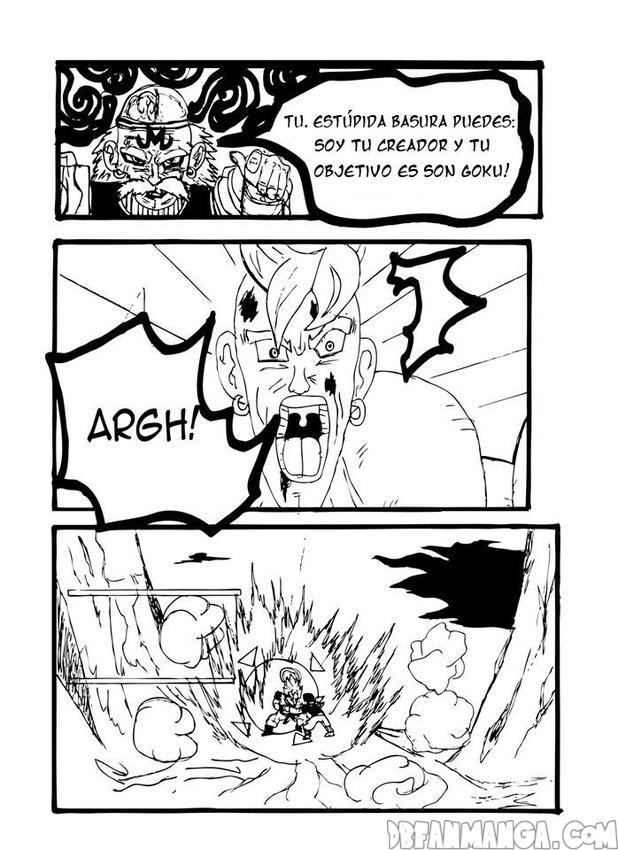 TU. ESTÚPIDA BASURA PUEDES:
SOY TU CREADOR Y TU
OBJETIVO ES SON GOKU!
ARGH!
DBFANMANGA.COM